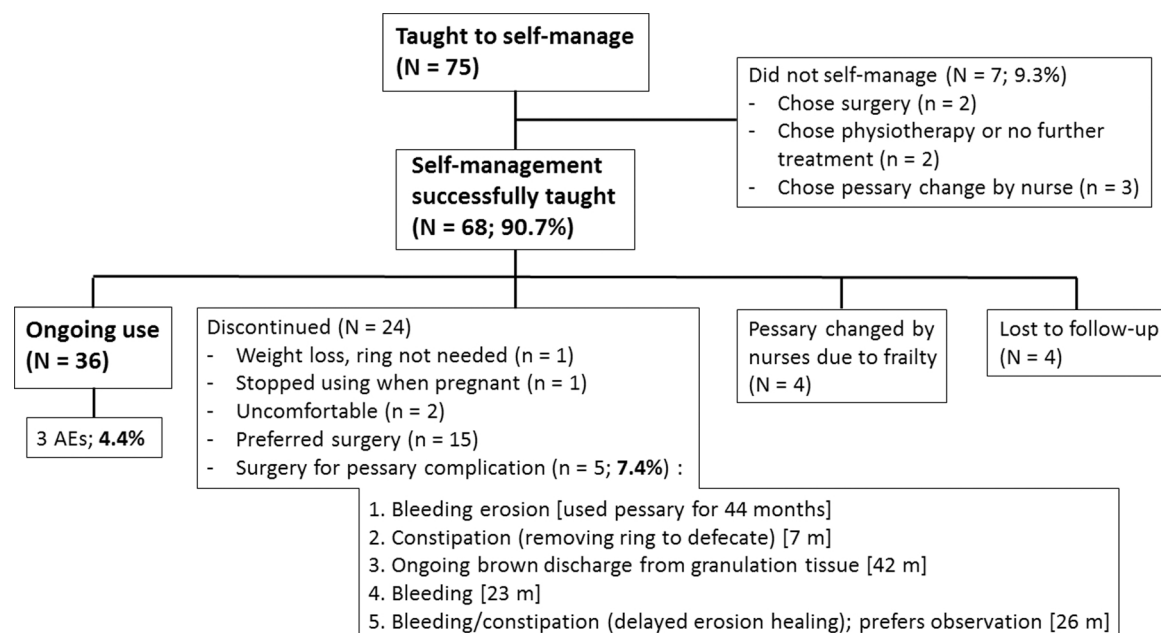 Taught to self-manage
(N = 75)
Did not self-manage (N = 7; 9.3%)
- Chose surgery (n = 2)
- Chose physiotherapy or no further
treatment (n = 2)
- Chose pessary change by nurse (n = 3)
Self-management
successfully taught
(N = 68; 90.7%)
Ongoing use
(N = 36)
3 AEs; 4.4%
Discontinued (N = 24)
- Weight loss, ring not needed (n = 1)
- Stopped using when pregnant (n = 1)
- Uncomfortable (n = 2)
- Preferred surgery (n = 15)
- Surgery for pessary complication (n = 5; 7.4%) :
1. Bleeding erosion [used pessary for 44 months]
2. Constipation (removing ring to defecate) [7 m]
3. Ongoing brown discharge from granulation tissue [42 m]
4. Bleeding [23 m]
5. Bleeding/constipation (delayed erosion healing); prefers observation [26 m]
Pessary changed by
nurses due to frailty
(N = 4)
Lost to follow-up
(N = 4)